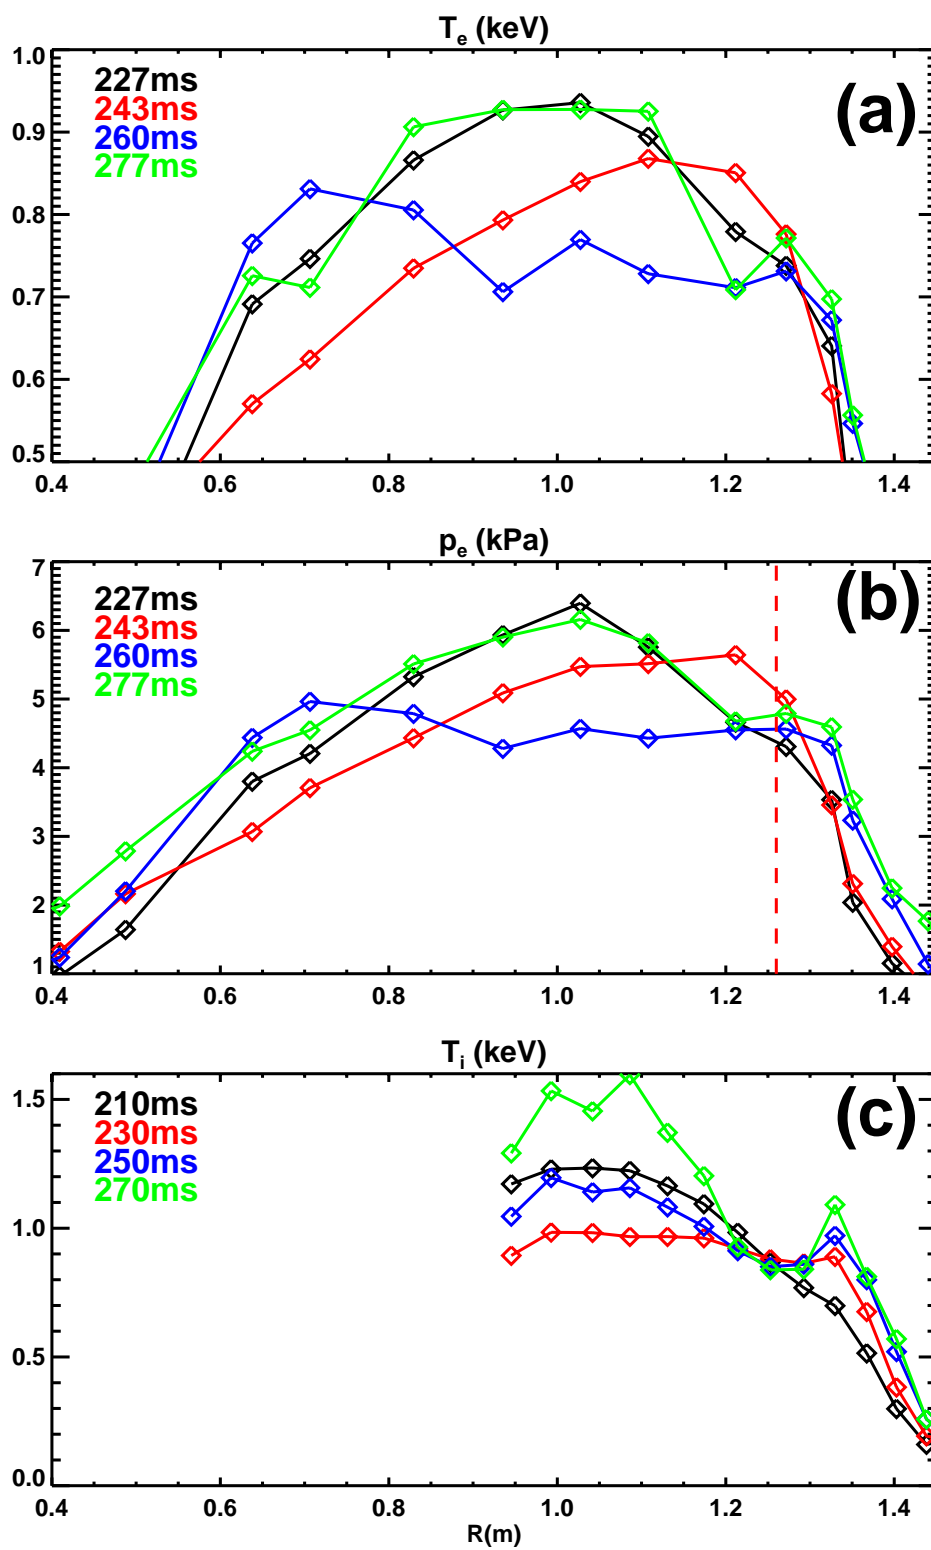 T_e (keV)
1.0
0.9
0.8
0.7
0.6
0.5
227ms
243ms
260ms
277ms
(a)
0.4 0.6 0.8 1.0 1.2 1.4
p_e (kPa)
7
6
5
4
3
2
1
227ms
243ms
260ms
277ms
(b)
0.4 0.6 0.8 1.0 1.2 1.4
T_i (keV)
1.5
1.0
0.5
0.0
210ms
230ms
250ms
270ms
(c)
0.4 0.6 0.8 1.0 1.2 1.4
R(m)